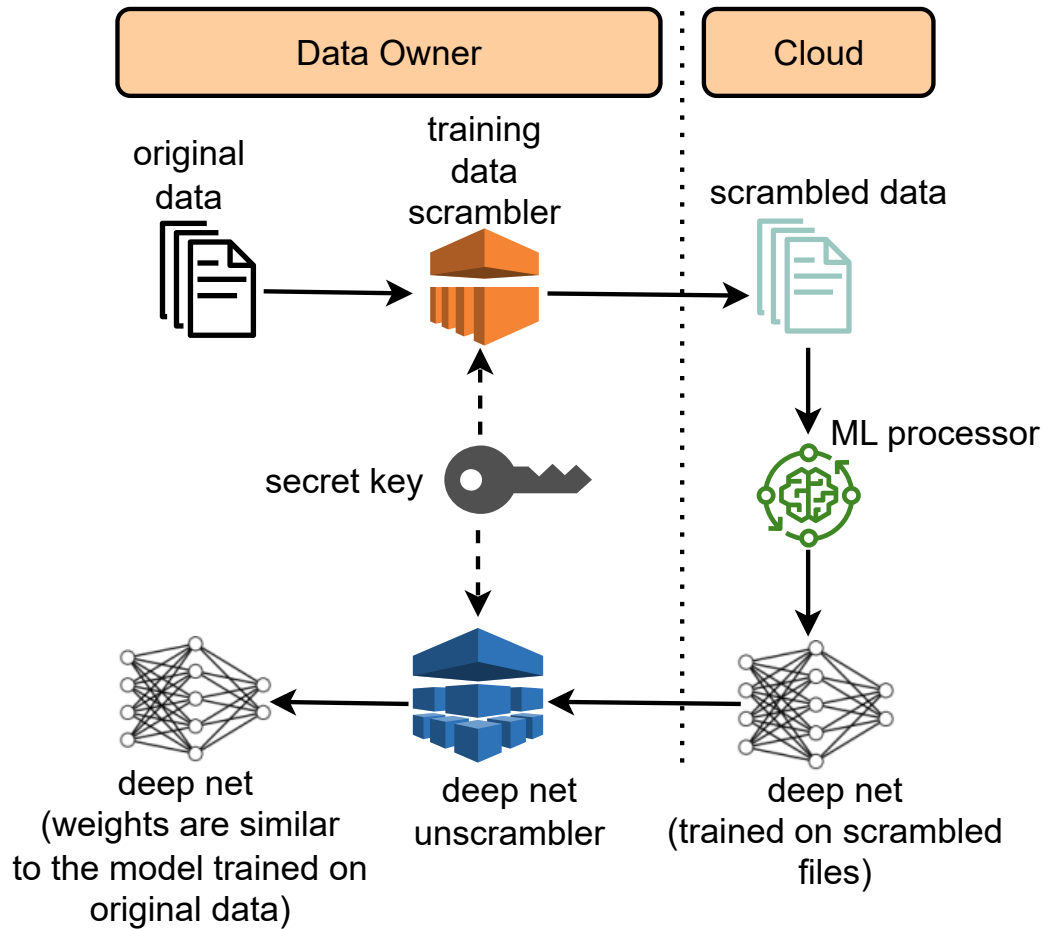 Data Owner
Cloud
original
data
training
data
scrambler
scrambled data
ML processor
secret key
deep net
(weights are similar
to the model trained on
original data)
deep net
unscrambler
deep net
(trained on scrambled
files)